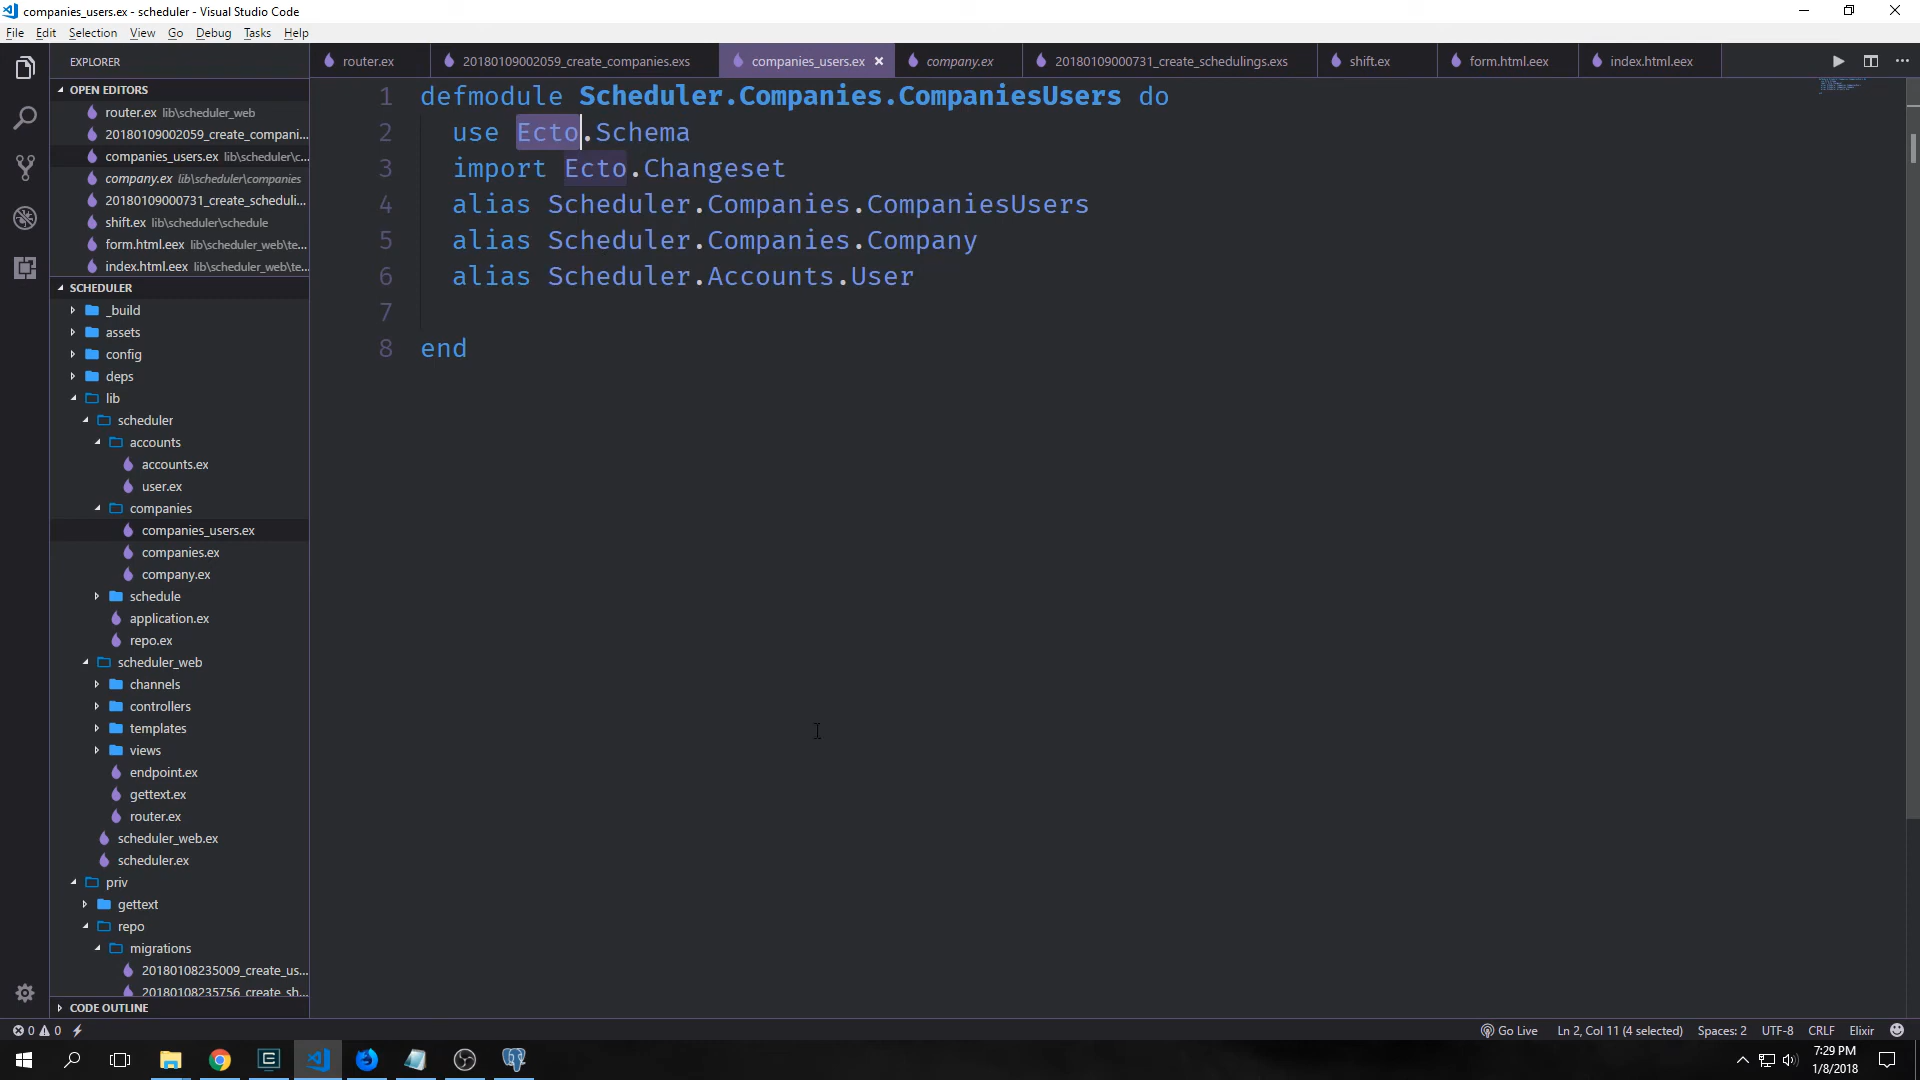 companies_users.ex - scheduler - Visual Studio Code
File Edit Selection View Go Debug Tasks Help
EXPLORER
router.ex
20180109002059_create_companies.exs
companies_users.ex
company.ex
20180109000731_create_schedulings.exs
shift.ex
form.html.eex
index.html.eex
OPEN EDITORS
router.ex lib\scheduler_web
20180109002059_create_compani...
companies_users.ex lib\scheduler\c...
company.ex lib\scheduler\companies
20180109000731_create_scheduli...
shift.ex lib\scheduler\schedule
form.html.eex lib\scheduler_web\te...
index.html.eex lib\scheduler_web\te...
SCHEDULER
_build
assets
config
deps
lib
scheduler
accounts
accounts.ex
user.ex
companies
companies_users.ex
companies.ex
company.ex
schedule
application.ex
repo.ex
scheduler_web
channels
controllers
templates
views
endpoint.ex
gettext.ex
router.ex
scheduler_web.ex
scheduler.ex
priv
gettext
repo
migrations
20180108235009_create_us...
20180108235756_create_sh...
CODE OUTLINE
1 defmodule Scheduler.Companies.CompaniesUsers do
2 use Ecto.Schema
3 import Ecto.Changeset
4 alias Scheduler.Companies.CompaniesUsers
5 alias Scheduler.Companies.Company
6 alias Scheduler.Accounts.User
7
8 end
0 0 Go Live Ln 2, Col 11 (4 selected) Spaces: 2 UTF-8 CRLF Elixir
7:29 PM
1/8/2018